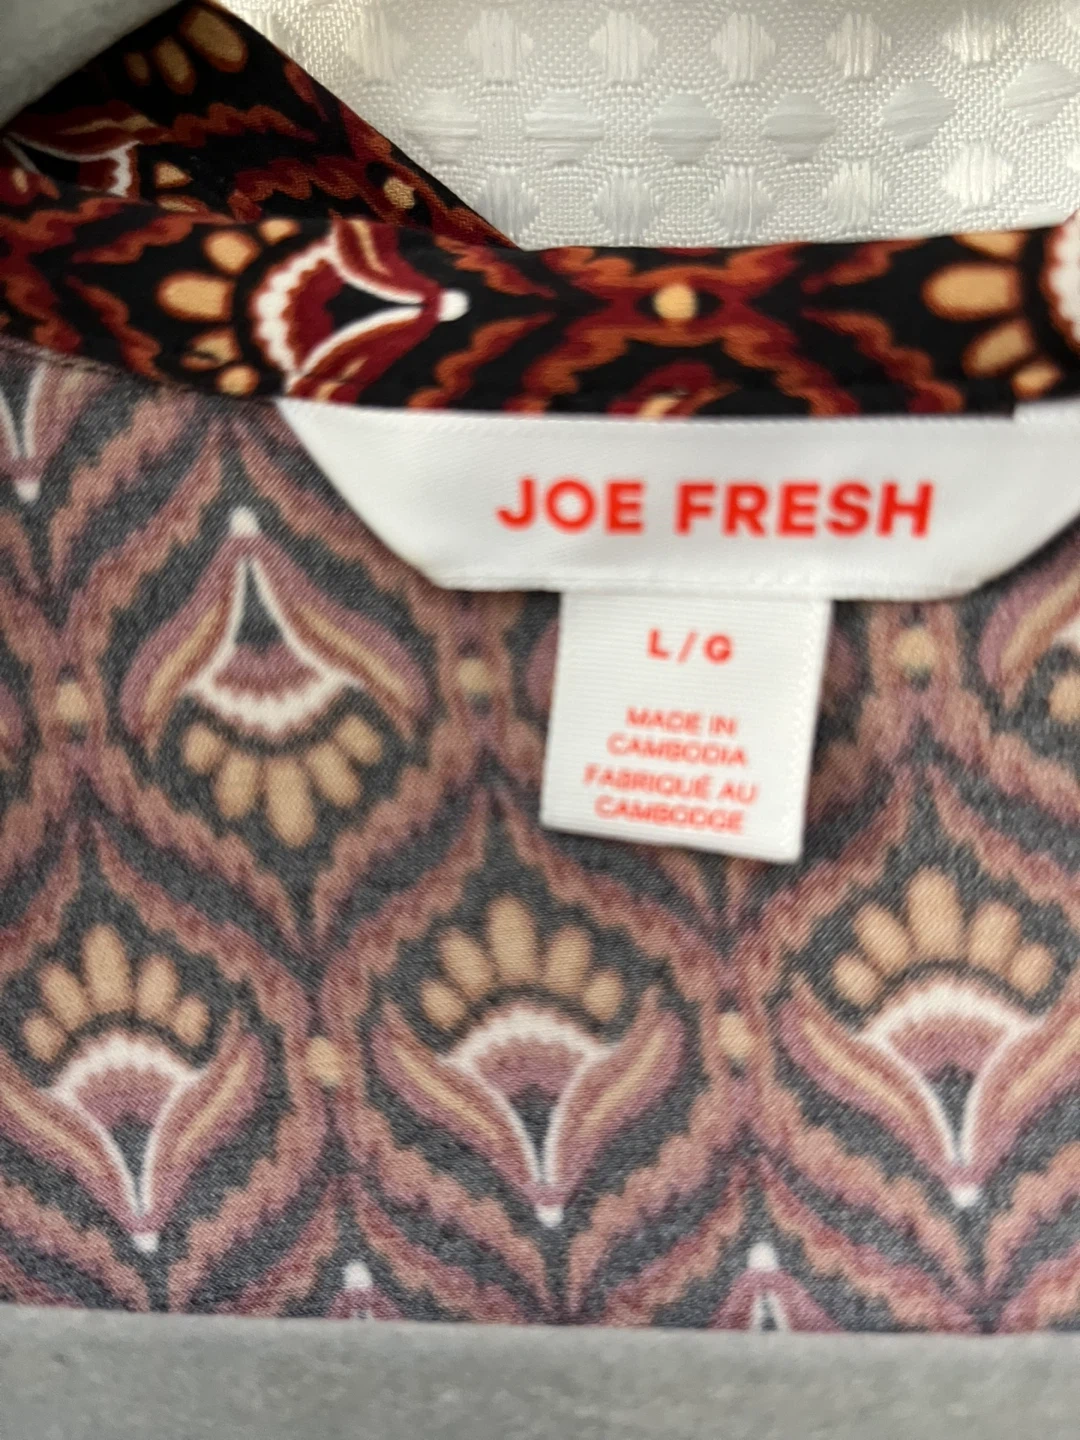 JOE FRESH
L / G
MADE IN
CAMBODIA
FABRIQUÉ AU
CAMBODGE